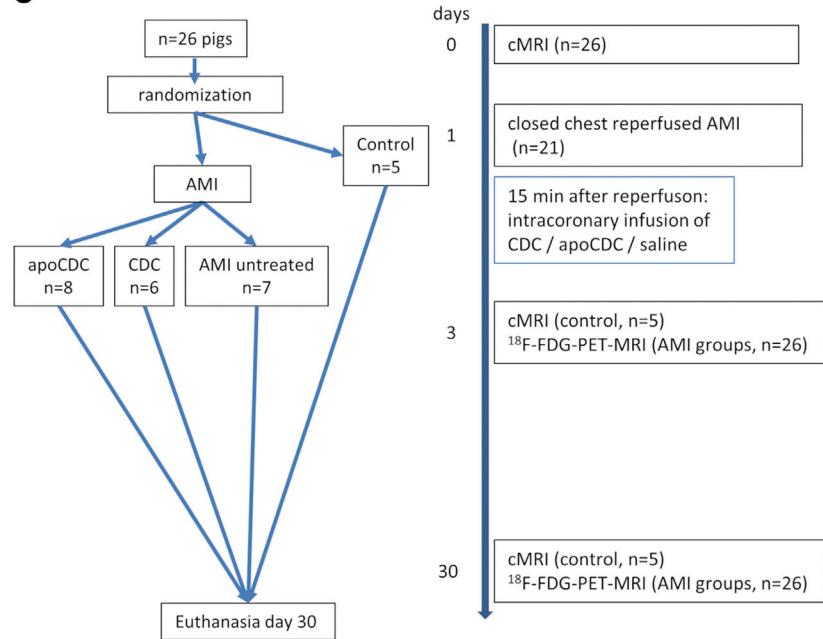 n=26 pigs
randomization
Control
n=5
AMI
apoCDC
n=8
CDC
n=6
AMI untreated
n=7
Euthanasia day 30
days
0
cMRI (n=26)
1
closed chest reperfused AMI
(n=21)
15 min after reperfuson:
intracoronary infusion of
CDC / apoCDC / saline
3
cMRI (control, n=5)
¹⁸F-FDG-PET-MRI (AMI groups, n=26)
30
cMRI (control, n=5)
¹⁸F-FDG-PET-MRI (AMI groups, n=26)